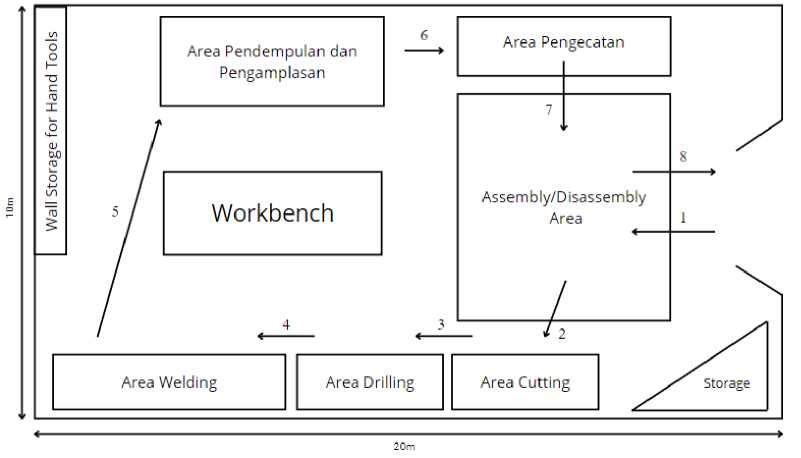 Wall Storage for Hand Tools
Area Pendempulan dan
Pengamplasan
6
Area Pengecatan
7
8
10m
5
Workbench
Assembly/Disassembly
Area
1
4
3
2
Area Welding
Area Drilling
Area Cutting
Storage
20m